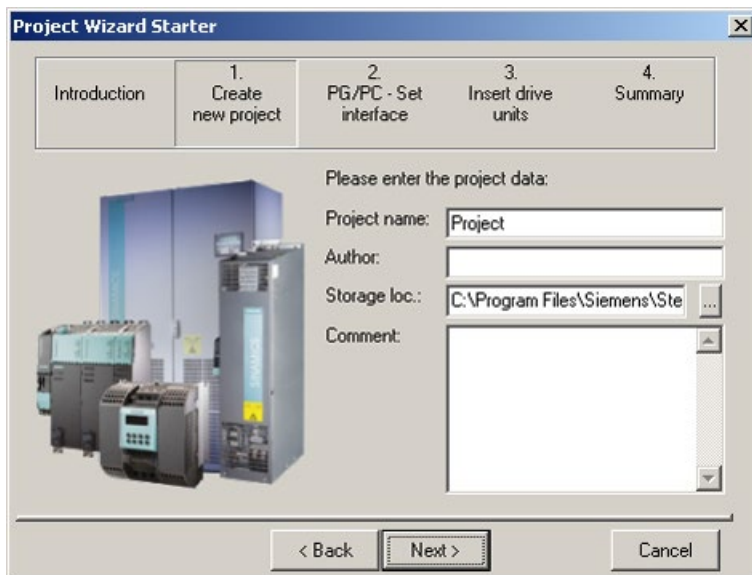 Project Wizard Starter
Introduction
1.
Create
new project
2.
PG/PC - Set
interface
3.
Insert drive
units
4.
Summary
Please enter the project data:
Project name: Project
Author:
Storage loc.: C:\Program Files\Siemens\Ste ...
Comment:
< Back Next > Cancel